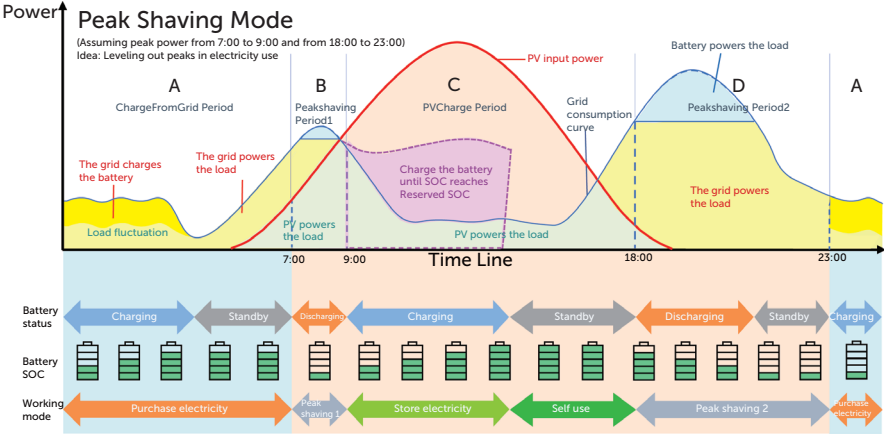 Power
Peak Shaving Mode
(Assuming peak power from 7:00 to 9:00 and from 18:00 to 23:00)
Idea: Leveling out peaks in electricity use
Battery powers the load
PV input power
A
B
C
D
A
ChargeFromGrid Period
Peakshaving
Period1
PVCharge Period
Grid
consumption
curve
Peakshaving Period2
The grid charges
the battery
The grid powers
the load
Charge the battery
until SOC reaches
Reserved SOC
The grid powers
the load
Load fluctuation
PV powers
the load
PV powers the load
7:00
9:00
Time Line
18:00
23:00
Battery
status
Charging
Standby
Discharging
Charging
Standby
Discharging
Standby
Charging
Battery
SOC
Working
mode
Purchase electricity
Peak
shaving 1
Store electricity
Self use
Peak shaving 2
Purchase
electricity